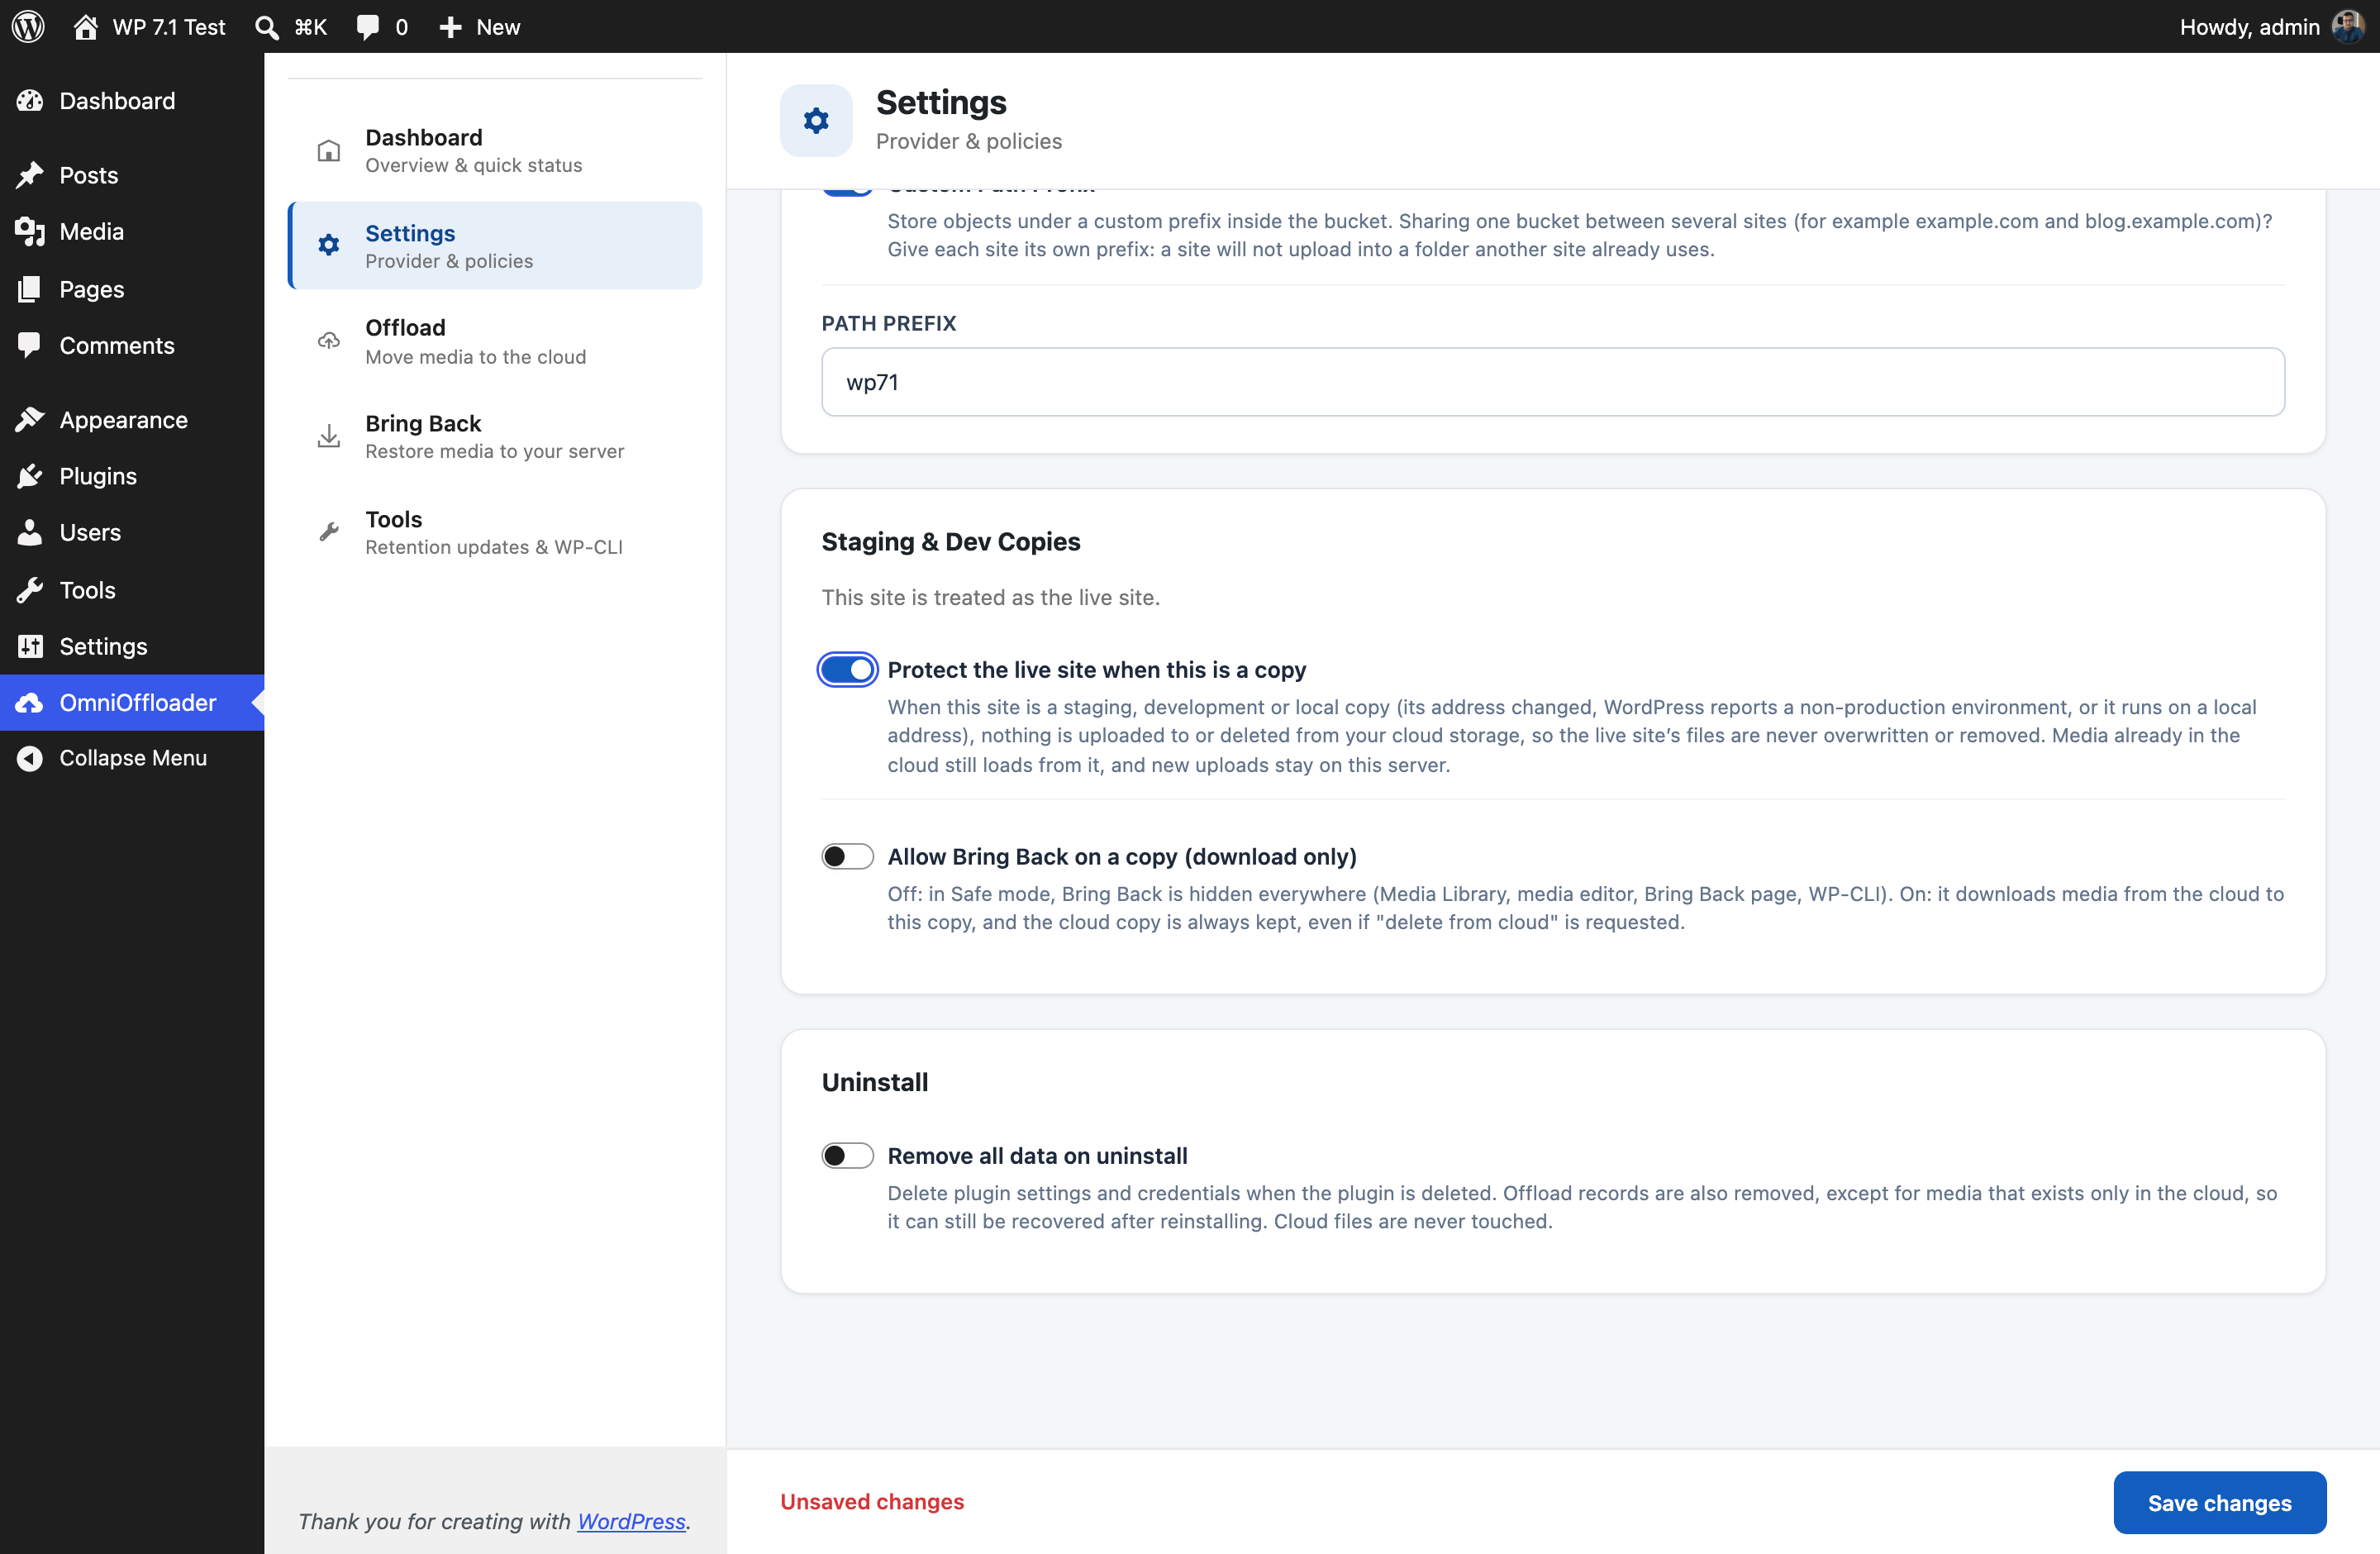 WP 7.1 Test
⌘K
0
New
Howdy, admin
Dashboard
Posts
Media
Pages
Comments
Appearance
Plugins
Users
Tools
Settings
OmniOffloader
Collapse Menu
Dashboard
Overview & quick status
Settings
Provider & policies
Offload
Move media to the cloud
Bring Back
Restore media to your server
Tools
Retention updates & WP-CLI
Thank you for creating with WordPress.
Settings
Provider & policies
Custom Path Prefix
Store objects under a custom prefix inside the bucket. Sharing one bucket between several sites (for example example.com and blog.example.com)?
Give each site its own prefix: a site will not upload into a folder another site already uses.
PATH PREFIX
wp71
Staging & Dev Copies
This site is treated as the live site.
Protect the live site when this is a copy
When this site is a staging, development or local copy (its address changed, WordPress reports a non-production environment, or it runs on a local
address), nothing is uploaded to or deleted from your cloud storage, so the live site’s files are never overwritten or removed. Media already in the
cloud still loads from it, and new uploads stay on this server.
Allow Bring Back on a copy (download only)
Off: in Safe mode, Bring Back is hidden everywhere (Media Library, media editor, Bring Back page, WP-CLI). On: it downloads media from the cloud to
this copy, and the cloud copy is always kept, even if "delete from cloud" is requested.
Uninstall
Remove all data on uninstall
Delete plugin settings and credentials when the plugin is deleted. Offload records are also removed, except for media that exists only in the cloud, so
it can still be recovered after reinstalling. Cloud files are never touched.
Unsaved changes
Save changes